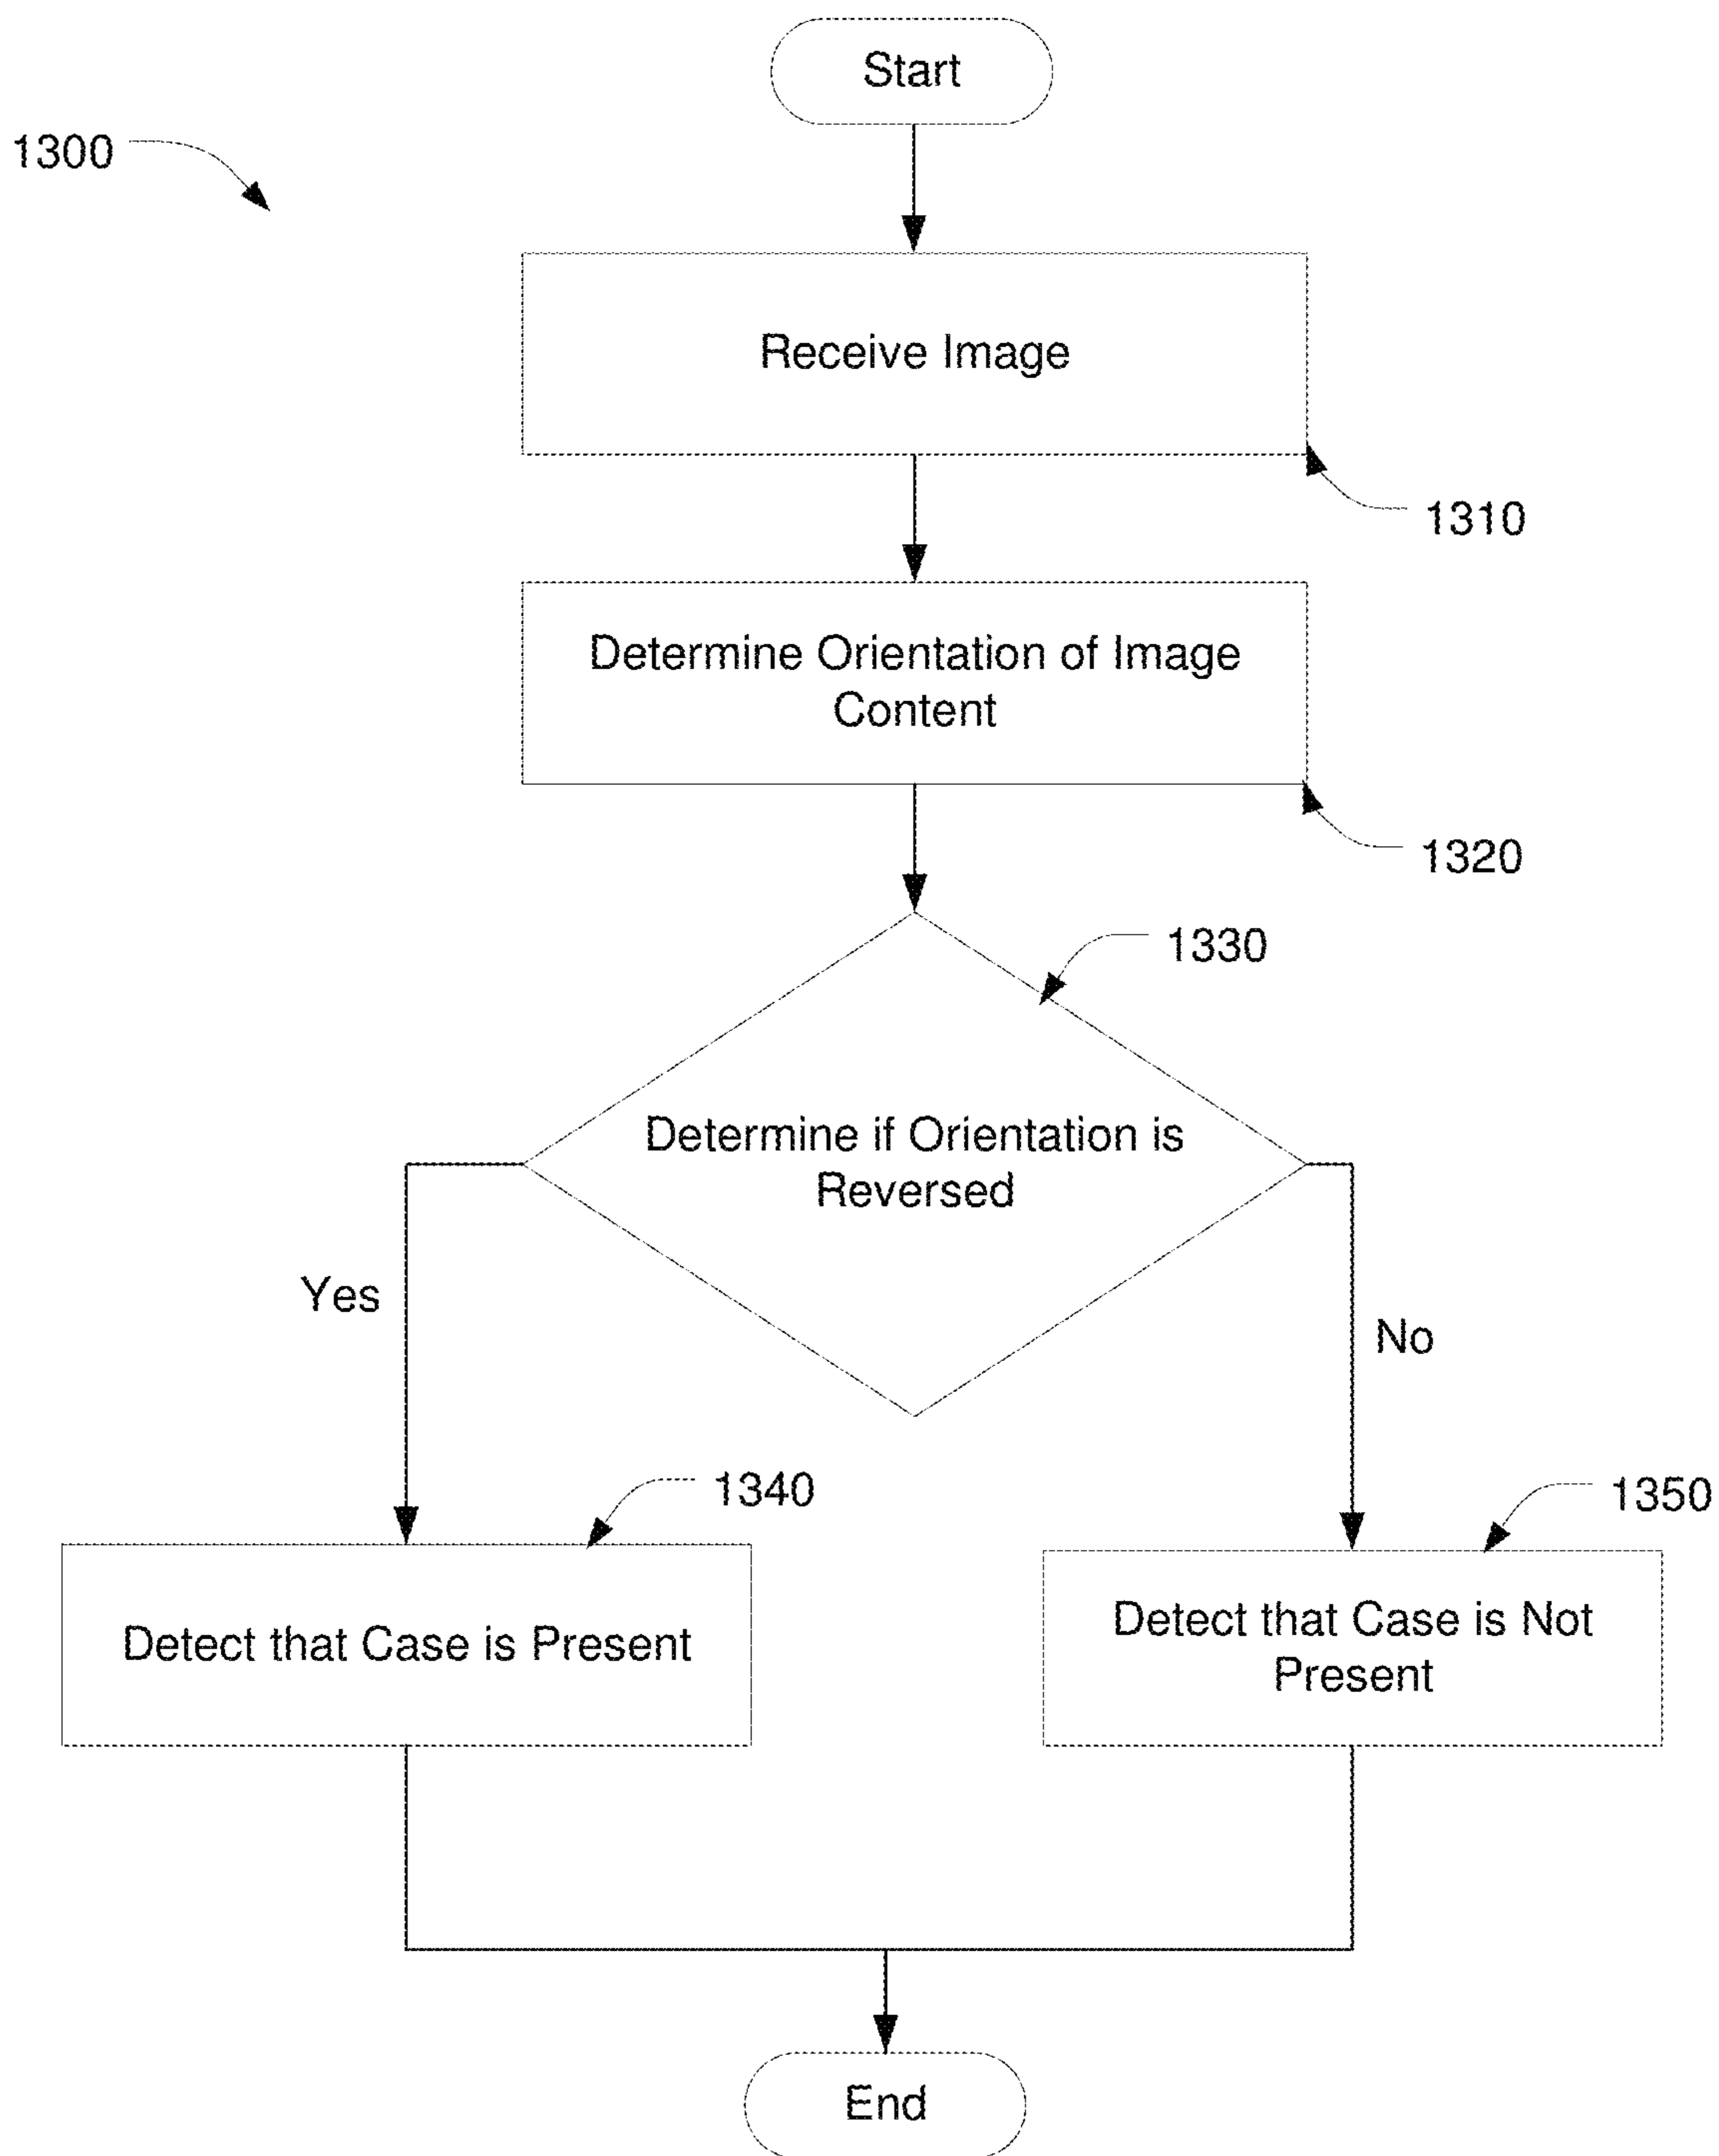 Start
1300
Receive Image
1310
Determine Orientation of Image
Content
1320
1330
Determine if Orientation is
Reversed
Yes
No
1340
1350
Detect that Case is Present
Detect that Case is Not
Present
End